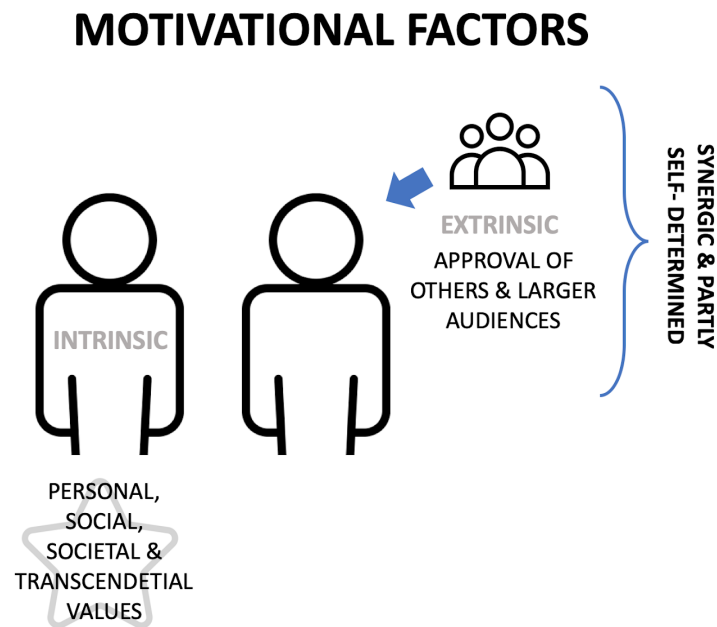 MOTIVATIONAL FACTORS
EXTRINSIC
APPROVAL OF
OTHERS & LARGER
AUDIENCES
SYNERGIC & PARTLY
SELF- DETERMINED
INTRINSIC
PERSONAL,
SOCIAL,
SOCIETAL &
TRANSCENDETIAL
VALUES